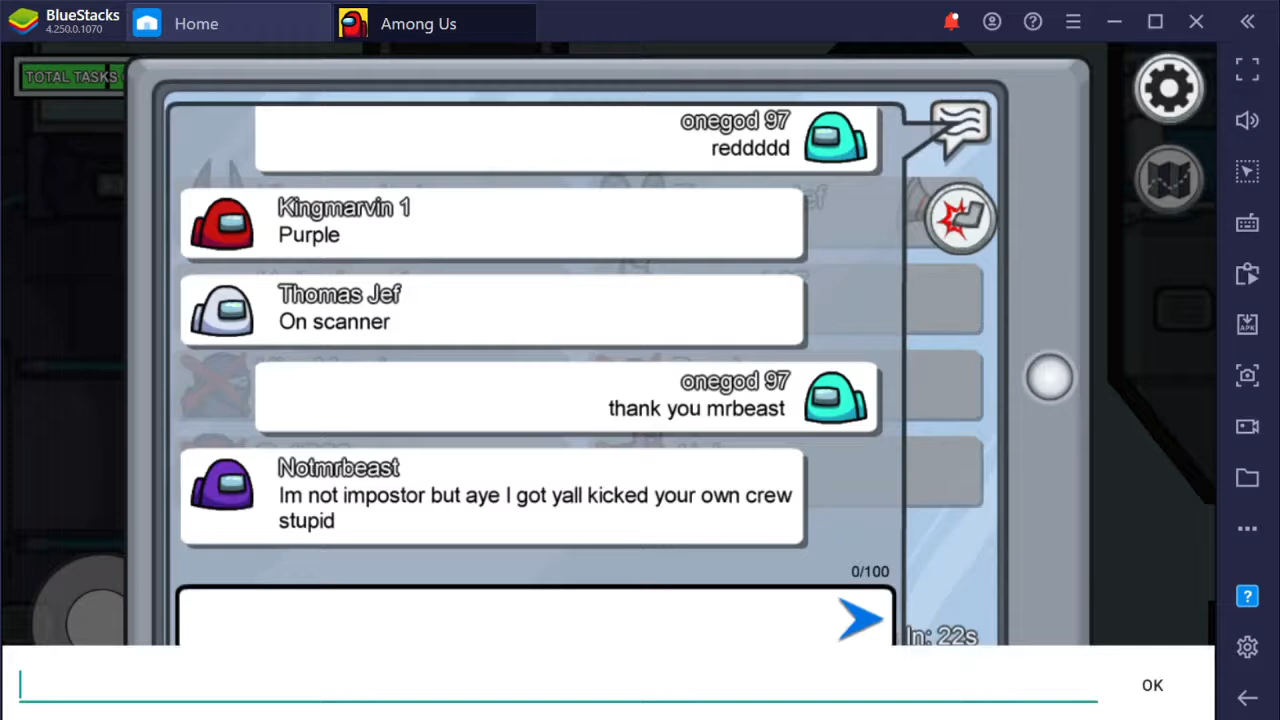 BlueStacks
4.250.0.1070
Home
Among Us
TOTAL TASKS
onegod 97
reddddd
Kingmarvin 1
Purple
Thomas Jef
On scanner
onegod 97
thank you mrbeast
Notmrbeast
Im not impostor but aye I got yall kicked your own crew
stupid
0/100
In: 22s
OK